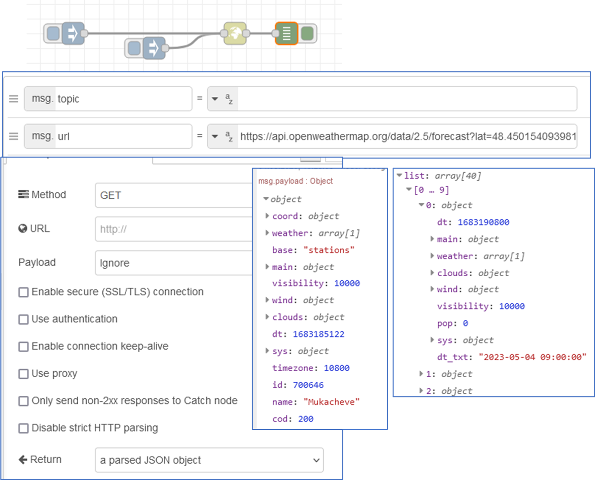 msg. topic = a z
msg. url = a z https://api.openweathermap.org/data/2.5/forecast?lat=48.450154093981
Method GET
URL http://
Payload Ignore
Enable secure (SSL/TLS) connection
Use authentication
Enable connection keep-alive
Use proxy
Only send non-2xx responses to Catch node
Disable strict HTTP parsing
Return a parsed JSON object
msg.payload : Object
object
coord: object
weather: array[1]
base: "stations"
main: object
visibility: 10000
wind: object
clouds: object
dt: 1683185122
sys: object
timezone: 10800
id: 700646
name: "Mukacheve"
cod: 200
list: array[40]
[0 … 9]
0: object
dt: 1683190800
main: object
weather: array[1]
clouds: object
wind: object
visibility: 10000
pop: 0
sys: object
dt_txt: "2023-05-04 09:00:00"
1: object
2: object